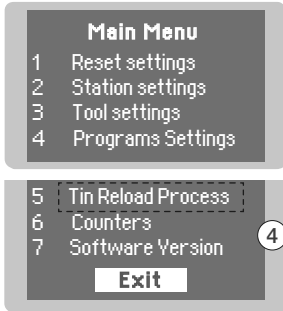 Main Menu
1 Reset settings
2 Station settings
3 Tool settings
4 Programs Settings
5 Tin Reload Process
6 Counters
4
7 Software Version
Exit